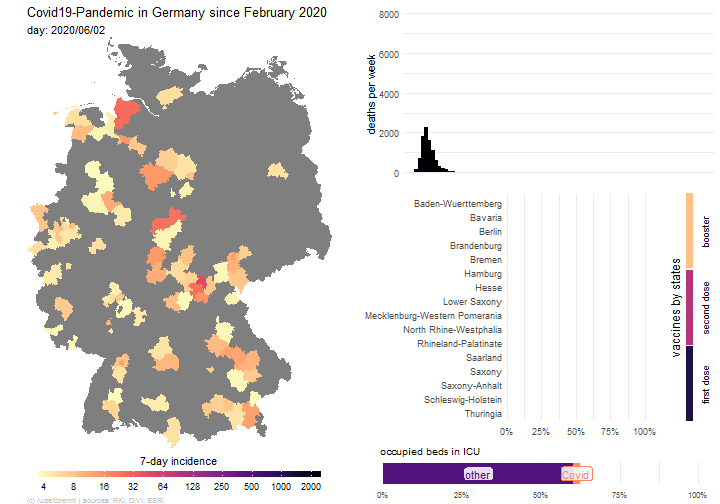 Covid19-Pandemic in Germany since February 2020
day: 2020/06/02
7-day incidence
4 8 16 32 64 125 250 500 1000 2000
(c) /u/zeitbrennt | sources: RKI, DIVI, ESRI
deaths per week
8000
6000
4000
2000
0
Baden-Wuerttemberg
Bavaria
Berlin
Brandenburg
Bremen
Hamburg
Hesse
Lower Saxony
Mecklenburg-Western Pomerania
North Rhine-Westphalia
Rhineland-Palatinate
Saarland
Saxony
Saxony-Anhalt
Schleswig-Holstein
Thuringia
0% 25% 50% 75% 100%
vaccines by states
booster
second dose
first dose
occupied beds in ICU
other
Covid
0% 25% 50% 75% 100%